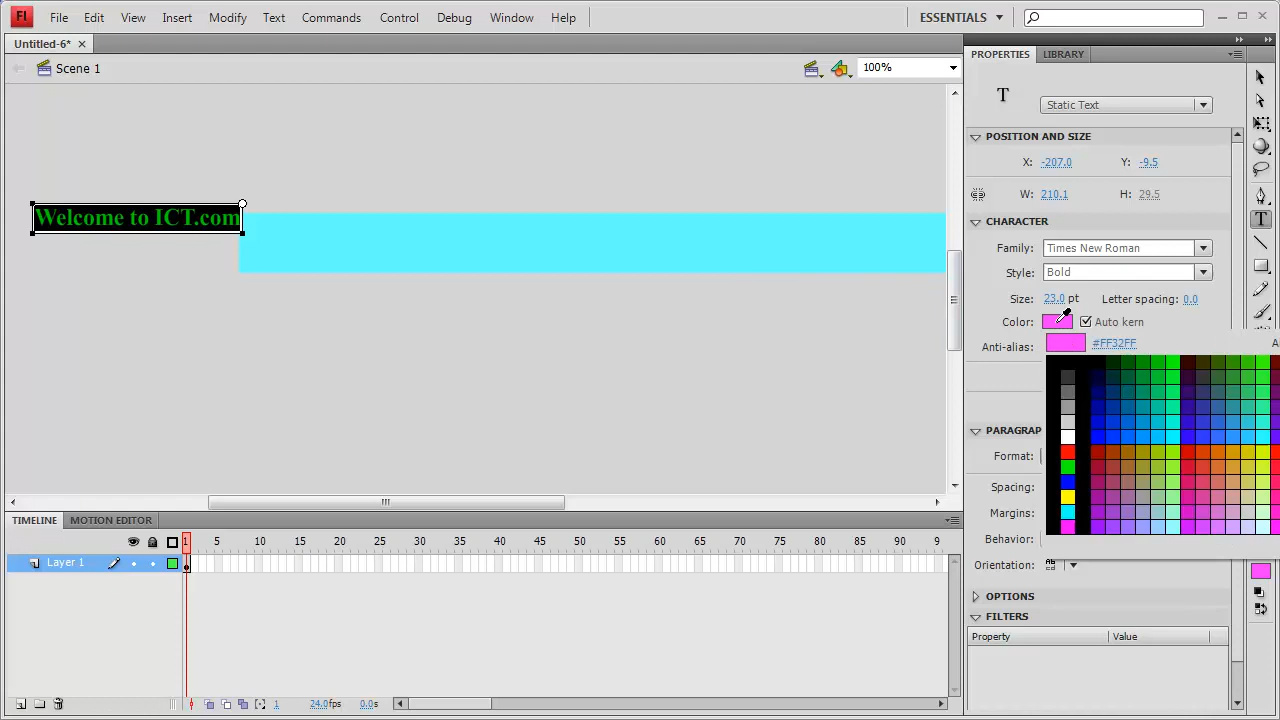 Fl File Edit View Insert Modify Text Commands Control Debug Window Help ESSENTIALS
Untitled-6*
Scene 1 100%
Welcome to ICT.com
PROPERTIES LIBRARY
T Static Text
POSITION AND SIZE
X: -207.0 Y: -9.5
W: 210.1 H: 29.5
CHARACTER
Family: Times New Roman
Style: Bold
Size: 23.0 pt Letter spacing: 0.0
Color: Auto kern
Anti-alias: #FF32FF A
PARAGRAP
Format:
Spacing:
Margins:
Behavior:
Orientation:
OPTIONS
FILTERS
Property Value
TIMELINE MOTION EDITOR
1 5 10 15 20 25 30 35 40 45 50 55 60 65 70 75 80 85 90 9
Layer 1
1 24.0fps 0.0s